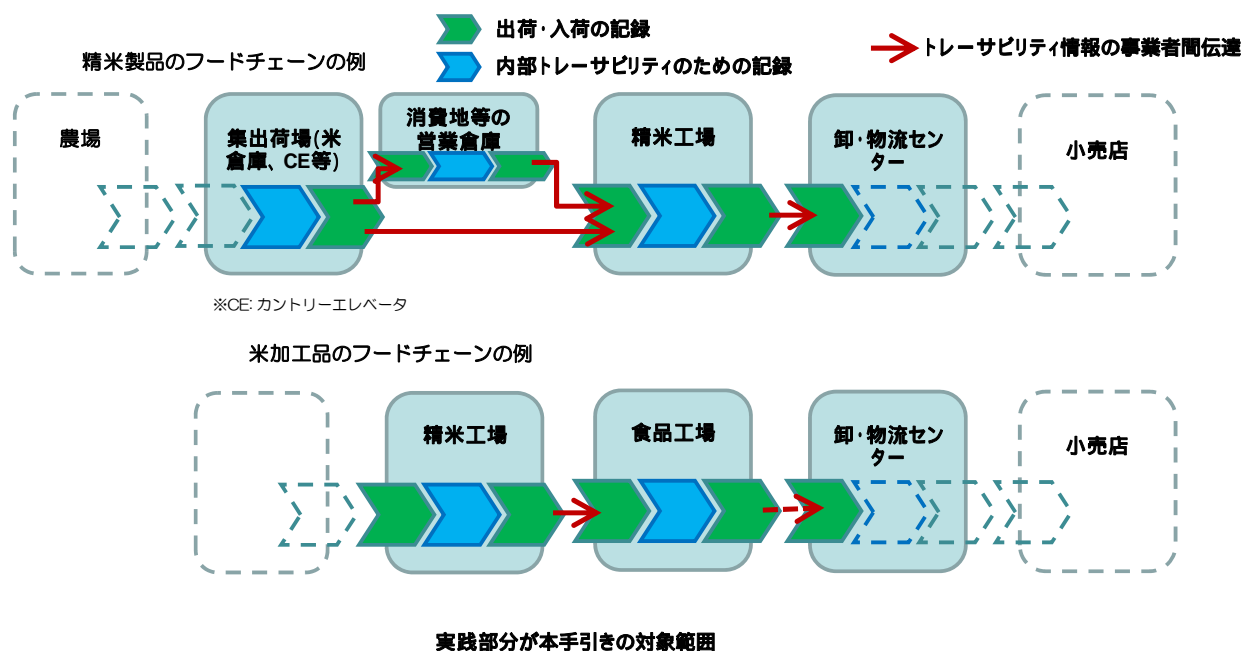 出荷・入荷の記録
内部トレーサビリティのための記録
トレーサビリティ情報の事業者間伝達
精米製品のフードチェーンの例
農場
集出荷場(米
倉庫、CE等)
消費地等の
営業倉庫
精米工場
卸・物流セン
ター
小売店
※CE: カントリーエレベータ
米加工品のフードチェーンの例
精米工場
食品工場
卸・物流セン
ター
小売店
実践部分が本手引きの対象範囲